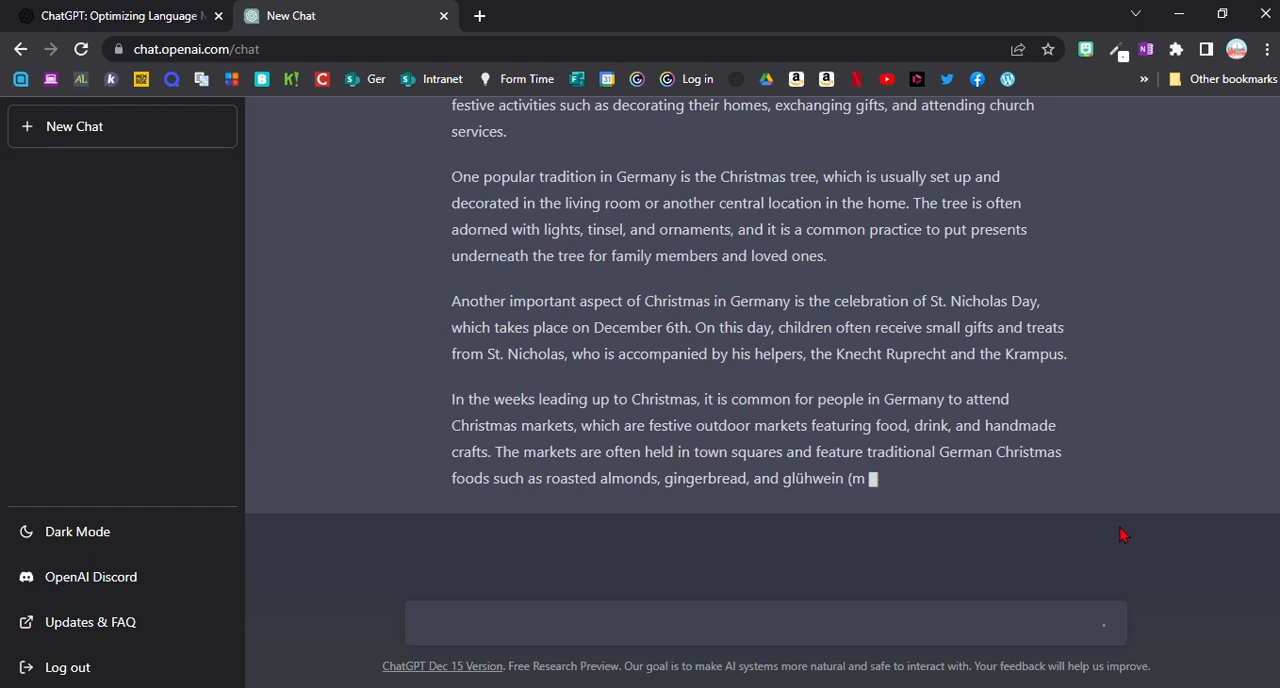 ChatGPT: Optimizing Language
New Chat
chat.openai.com/chat
Ger
Intranet
Form Time
Log in
Other bookmarks
New Chat
festive activities such as decorating their homes, exchanging gifts, and attending church
services.
One popular tradition in Germany is the Christmas tree, which is usually set up and
decorated in the living room or another central location in the home. The tree is often
adorned with lights, tinsel, and ornaments, and it is a common practice to put presents
underneath the tree for family members and loved ones.
Another important aspect of Christmas in Germany is the celebration of St. Nicholas Day,
which takes place on December 6th. On this day, children often receive small gifts and treats
from St. Nicholas, who is accompanied by his helpers, the Knecht Ruprecht and the Krampus.
In the weeks leading up to Christmas, it is common for people in Germany to attend
Christmas markets, which are festive outdoor markets featuring food, drink, and handmade
crafts. The markets are often held in town squares and feature traditional German Christmas
foods such as roasted almonds, gingerbread, and glühwein (m
Dark Mode
OpenAI Discord
Updates & FAQ
Log out
ChatGPT Dec 15 Version. Free Research Preview. Our goal is to make AI systems more natural and safe to interact with. Your feedback will help us improve.